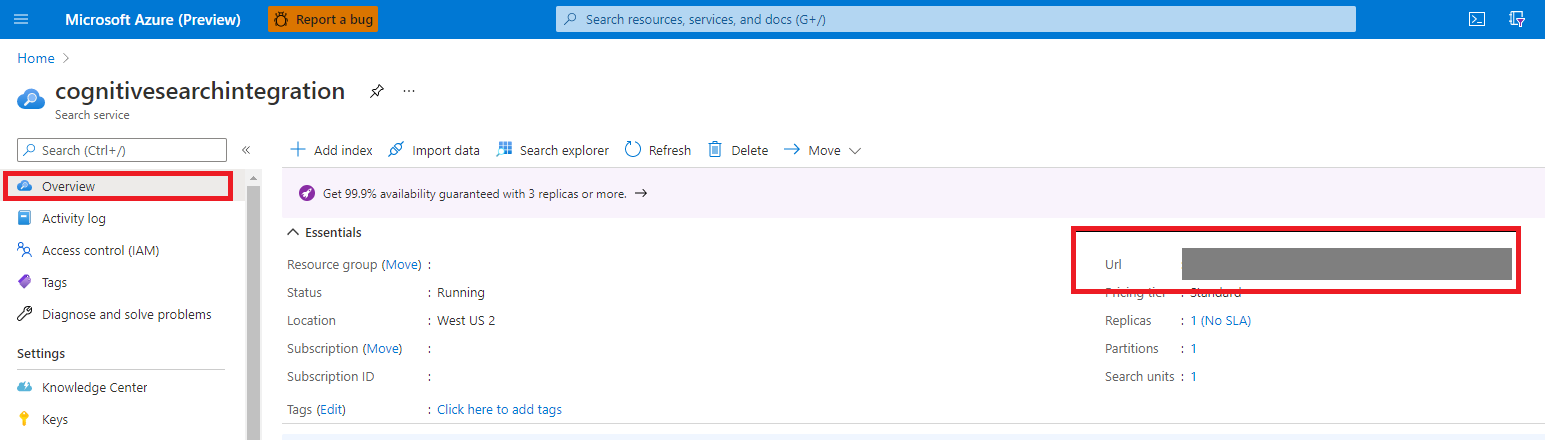 Microsoft Azure (Preview) Report a bug Search resources, services, and docs (G+/)
Home
cognitivesearchintegration ...
Search service
Search (Ctrl+/) « Add index Import data Search explorer Refresh Delete Move
Overview
Get 99.9% availability guaranteed with 3 replicas or more. →
Activity log
Essentials
Access control (IAM)
Resource group (Move) :
Url :
Tags
Status : Running
Pricing tier : Standard
Diagnose and solve problems
Location : West US 2
Replicas : 1 (No SLA)
Settings
Subscription (Move) :
Partitions : 1
Knowledge Center
Subscription ID :
Search units : 1
Keys
Tags (Edit) : Click here to add tags